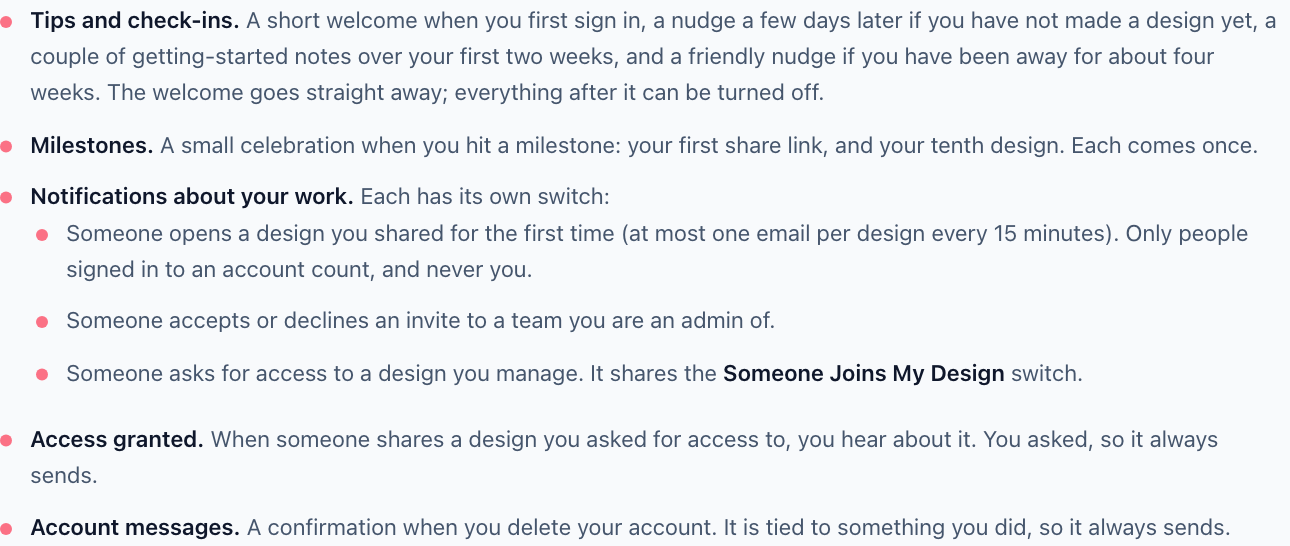 Tips and check-ins. A short welcome when you first sign in, a nudge a few days later if you have not made a design yet, a
couple of getting-started notes over your first two weeks, and a friendly nudge if you have been away for about four
weeks. The welcome goes straight away; everything after it can be turned off.
Milestones. A small celebration when you hit a milestone: your first share link, and your tenth design. Each comes once.
Notifications about your work. Each has its own switch:
Someone opens a design you shared for the first time (at most one email per design every 15 minutes). Only people
signed in to an account count, and never you.
Someone accepts or declines an invite to a team you are an admin of.
Someone asks for access to a design you manage. It shares the Someone Joins My Design switch.
Access granted. When someone shares a design you asked for access to, you hear about it. You asked, so it always
sends.
Account messages. A confirmation when you delete your account. It is tied to something you did, so it always sends.